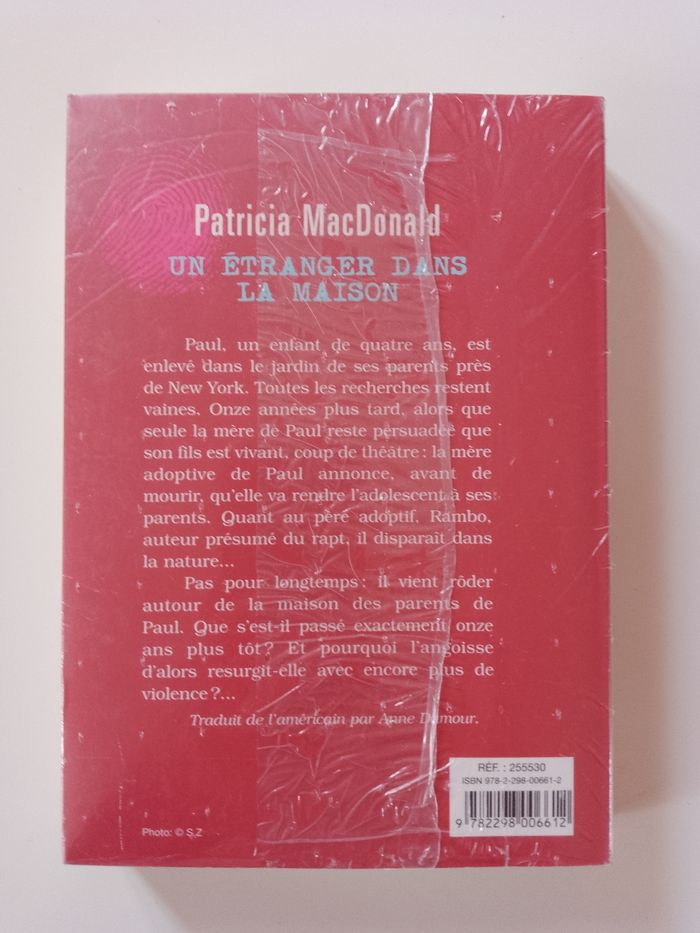 Patricia MacDonald
UN ÉTRANGER DANS
LA MAISON
Paul, un enfant de quatre ans, est
enlevé dans le jardin de ses parents près
de New York. Toutes les recherches restent
vaines. Onze années plus tard, alors que
seule la mère de Paul reste persuadée que
son fils est vivant, coup de théâtre : la mère
adoptive de Paul annonce, avant de
mourir, qu'elle va rendre l'adolescent à ses
parents. Quant au père adoptif, Rambo,
auteur présumé du rapt, il disparaît dans
la nature...
Pas pour longtemps : il vient rôder
autour de la maison des parents de
Paul. Que s'est-il passé exactement onze
ans plus tôt ? Et pourquoi l'angoisse
d'alors resurgit-elle avec encore plus de
violence ?...
Traduit de l'américain par Anne Damour.
RÉF. : 255530
ISBN 978-2-298-00661-2
9 782298 006612
Photo: © S.Z